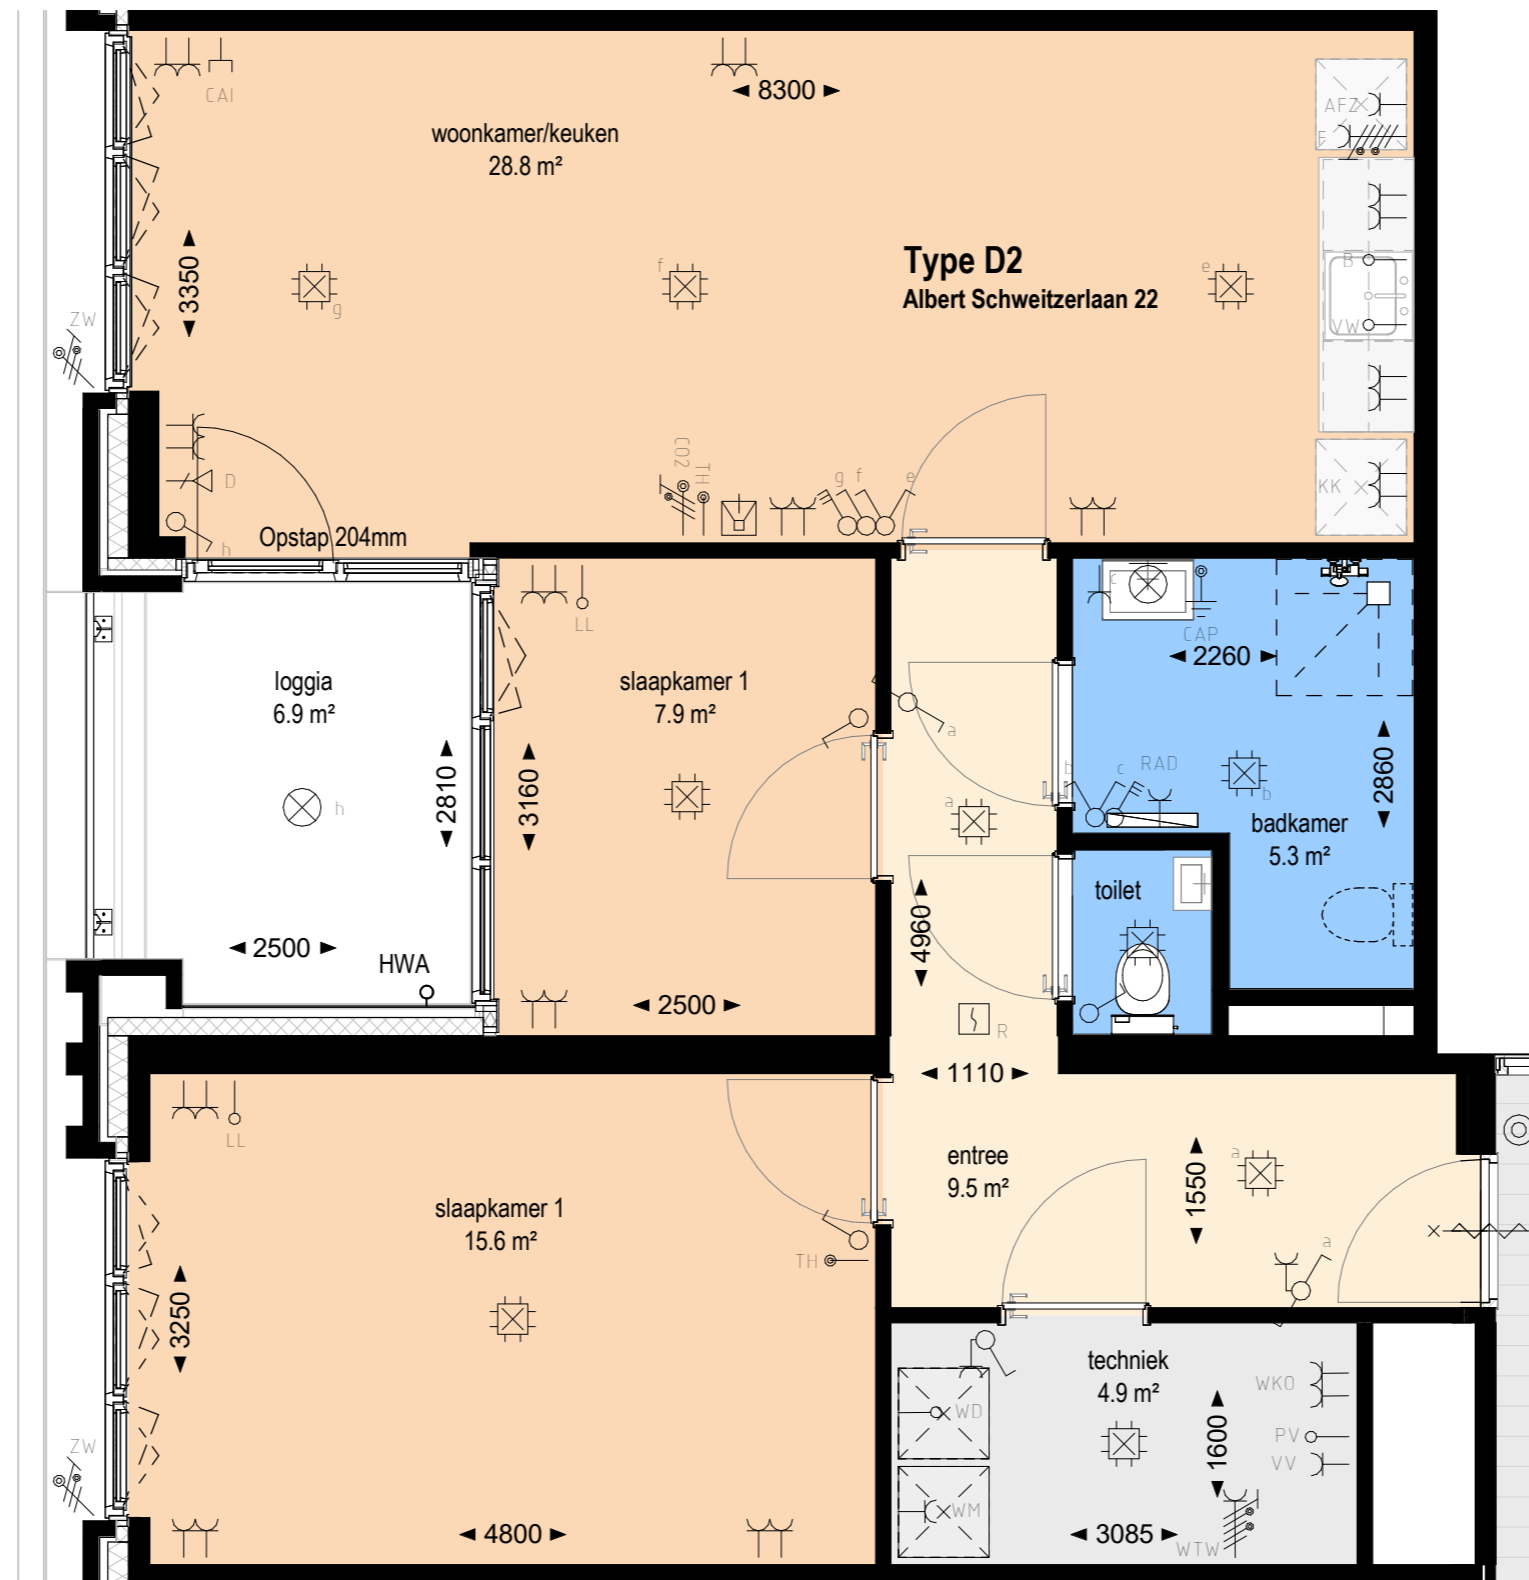 CAI
8300
AFZ
F
woonkamer/keuken
28.8 m²
Type D2
Albert Schweitzerlaan 22
3350
g
f
e
B
VW
ZW
D
h
Opstap 204mm
CO2
TH
g
f
e
KK
LL
c
CAP
2260
loggia
6.9 m²
slaapkamer 1
7.9 m²
a
2810
3160
h
a
b
c
RAD
b
2860
badkamer
5.3 m²
toilet
4960
2500
HWA
2500
R
1110
LL
entree
9.5 m²
1550
a
slaapkamer 1
15.6 m²
TH
a
3250
techniek
4.9 m²
WKO
WD
PV
VV
1600
ZW
WM
4800
3085
WTW